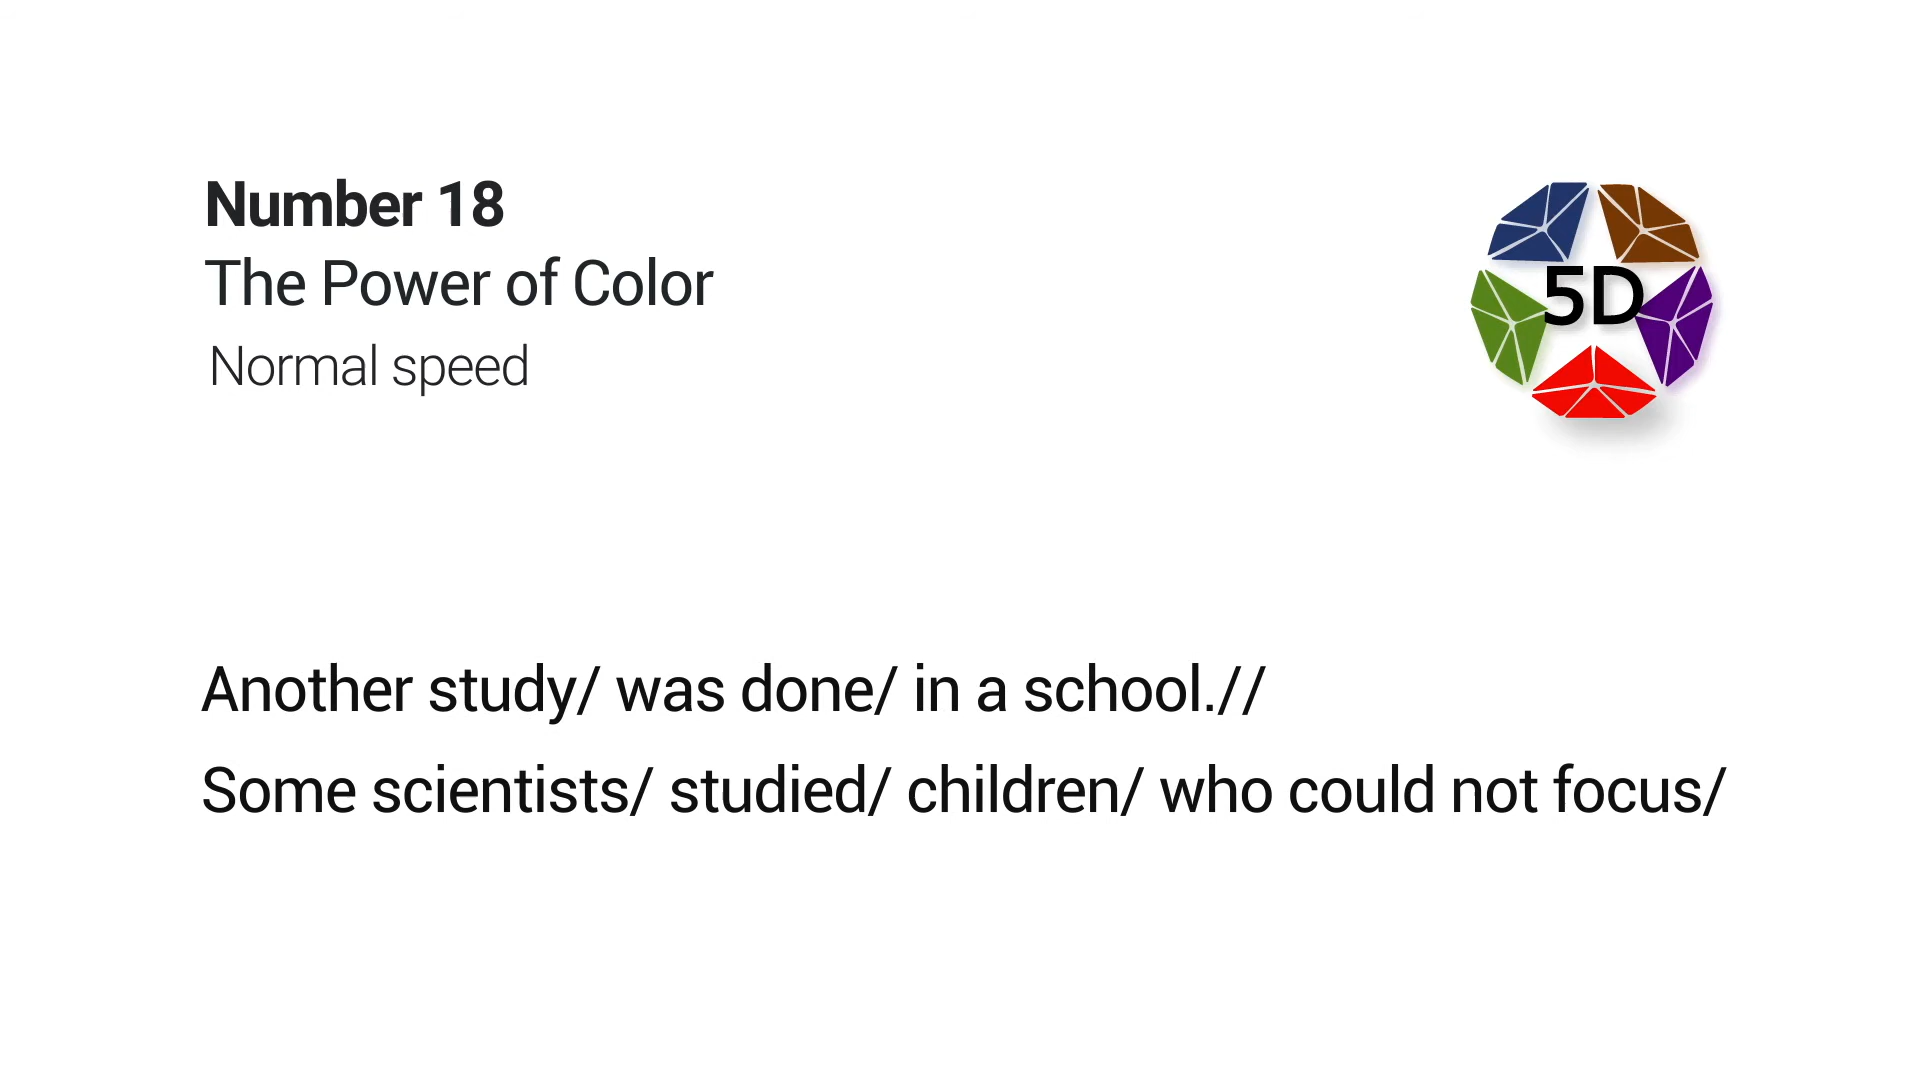 Number 18
The Power of Color
Normal speed
5D
Another study/ was done/ in a school.//
Some scientists/ studied/ children/ who could not focus/